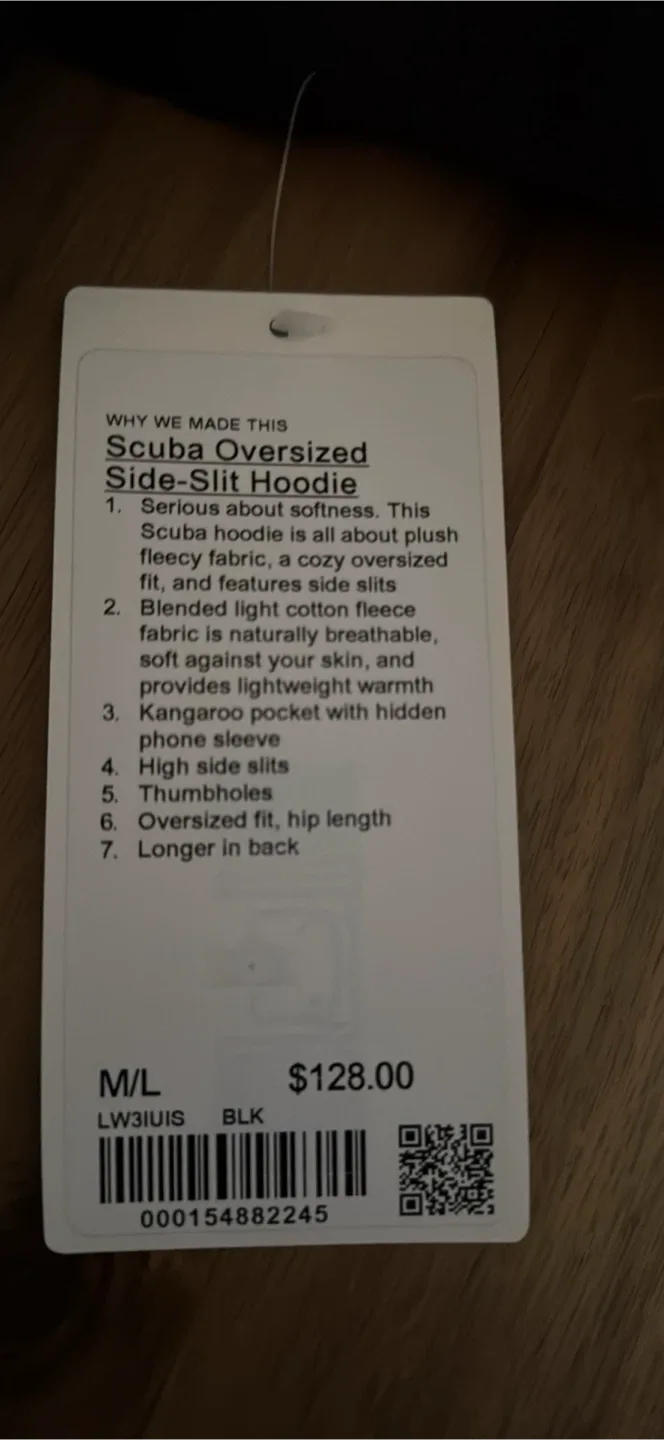 WHY WE MADE THIS
Scuba Oversized
Side-Slit Hoodie
1. Serious about softness. This
Scuba hoodie is all about plush
fleecy fabric, a cozy oversized
fit, and features side slits
2. Blended light cotton fleece
fabric is naturally breathable,
soft against your skin, and
provides lightweight warmth
3. Kangaroo pocket with hidden
phone sleeve
4. High side slits
5. Thumbholes
6. Oversized fit, hip length
7. Longer in back
M/L $128.00
LW3IUIS BLK
000154882245